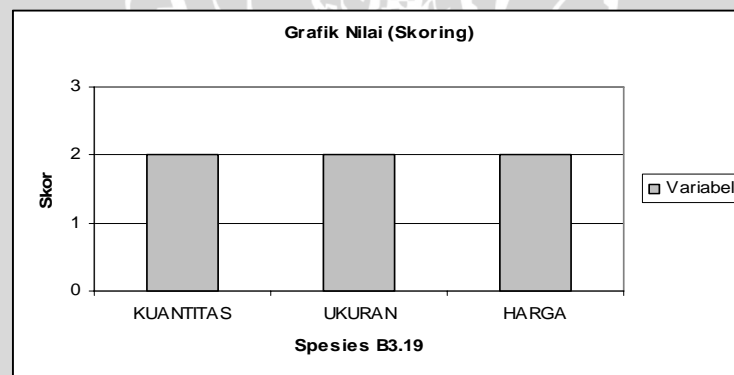 Grafik Nilai (Skoring)
3
2
1
0
Skor
KUANTITAS UKURAN HARGA
Spesies B3.19
Variabel